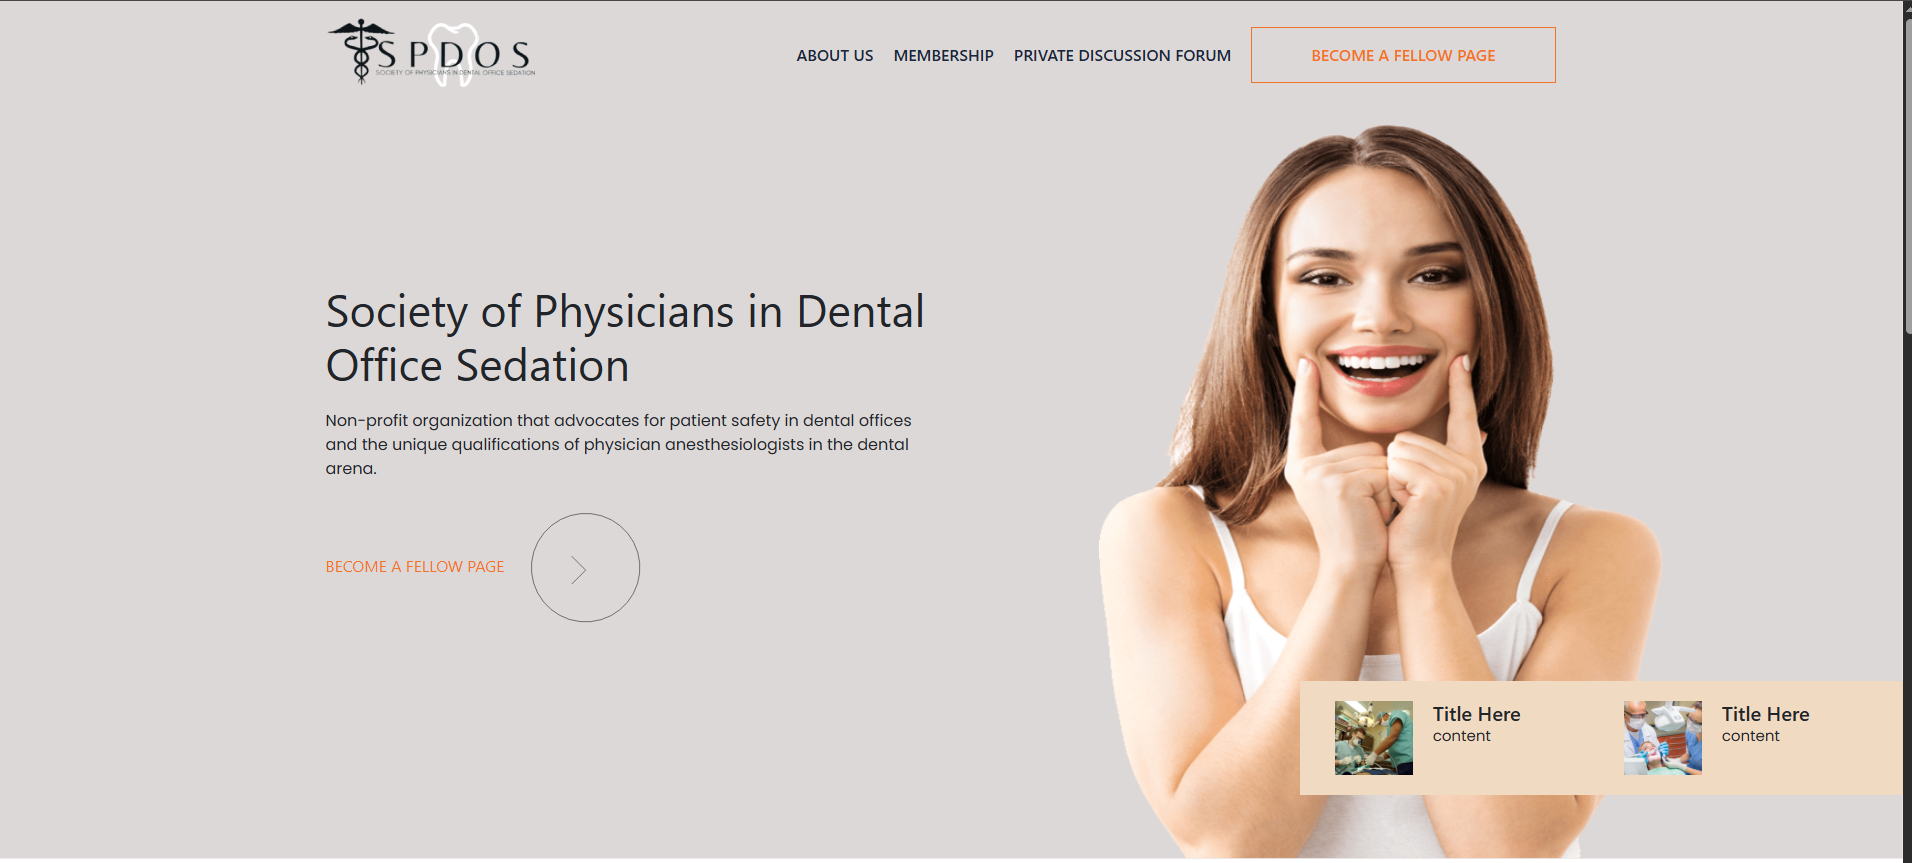 SPDOS
SOCIETY OF PHYSICIANS IN DENTAL OFFICE SEDATION
ABOUT US MEMBERSHIP PRIVATE DISCUSSION FORUM BECOME A FELLOW PAGE
Society of Physicians in Dental
Office Sedation
Non-profit organization that advocates for patient safety in dental offices
and the unique qualifications of physician anesthesiologists in the dental
arena.
BECOME A FELLOW PAGE
Title Here
content
Title Here
content